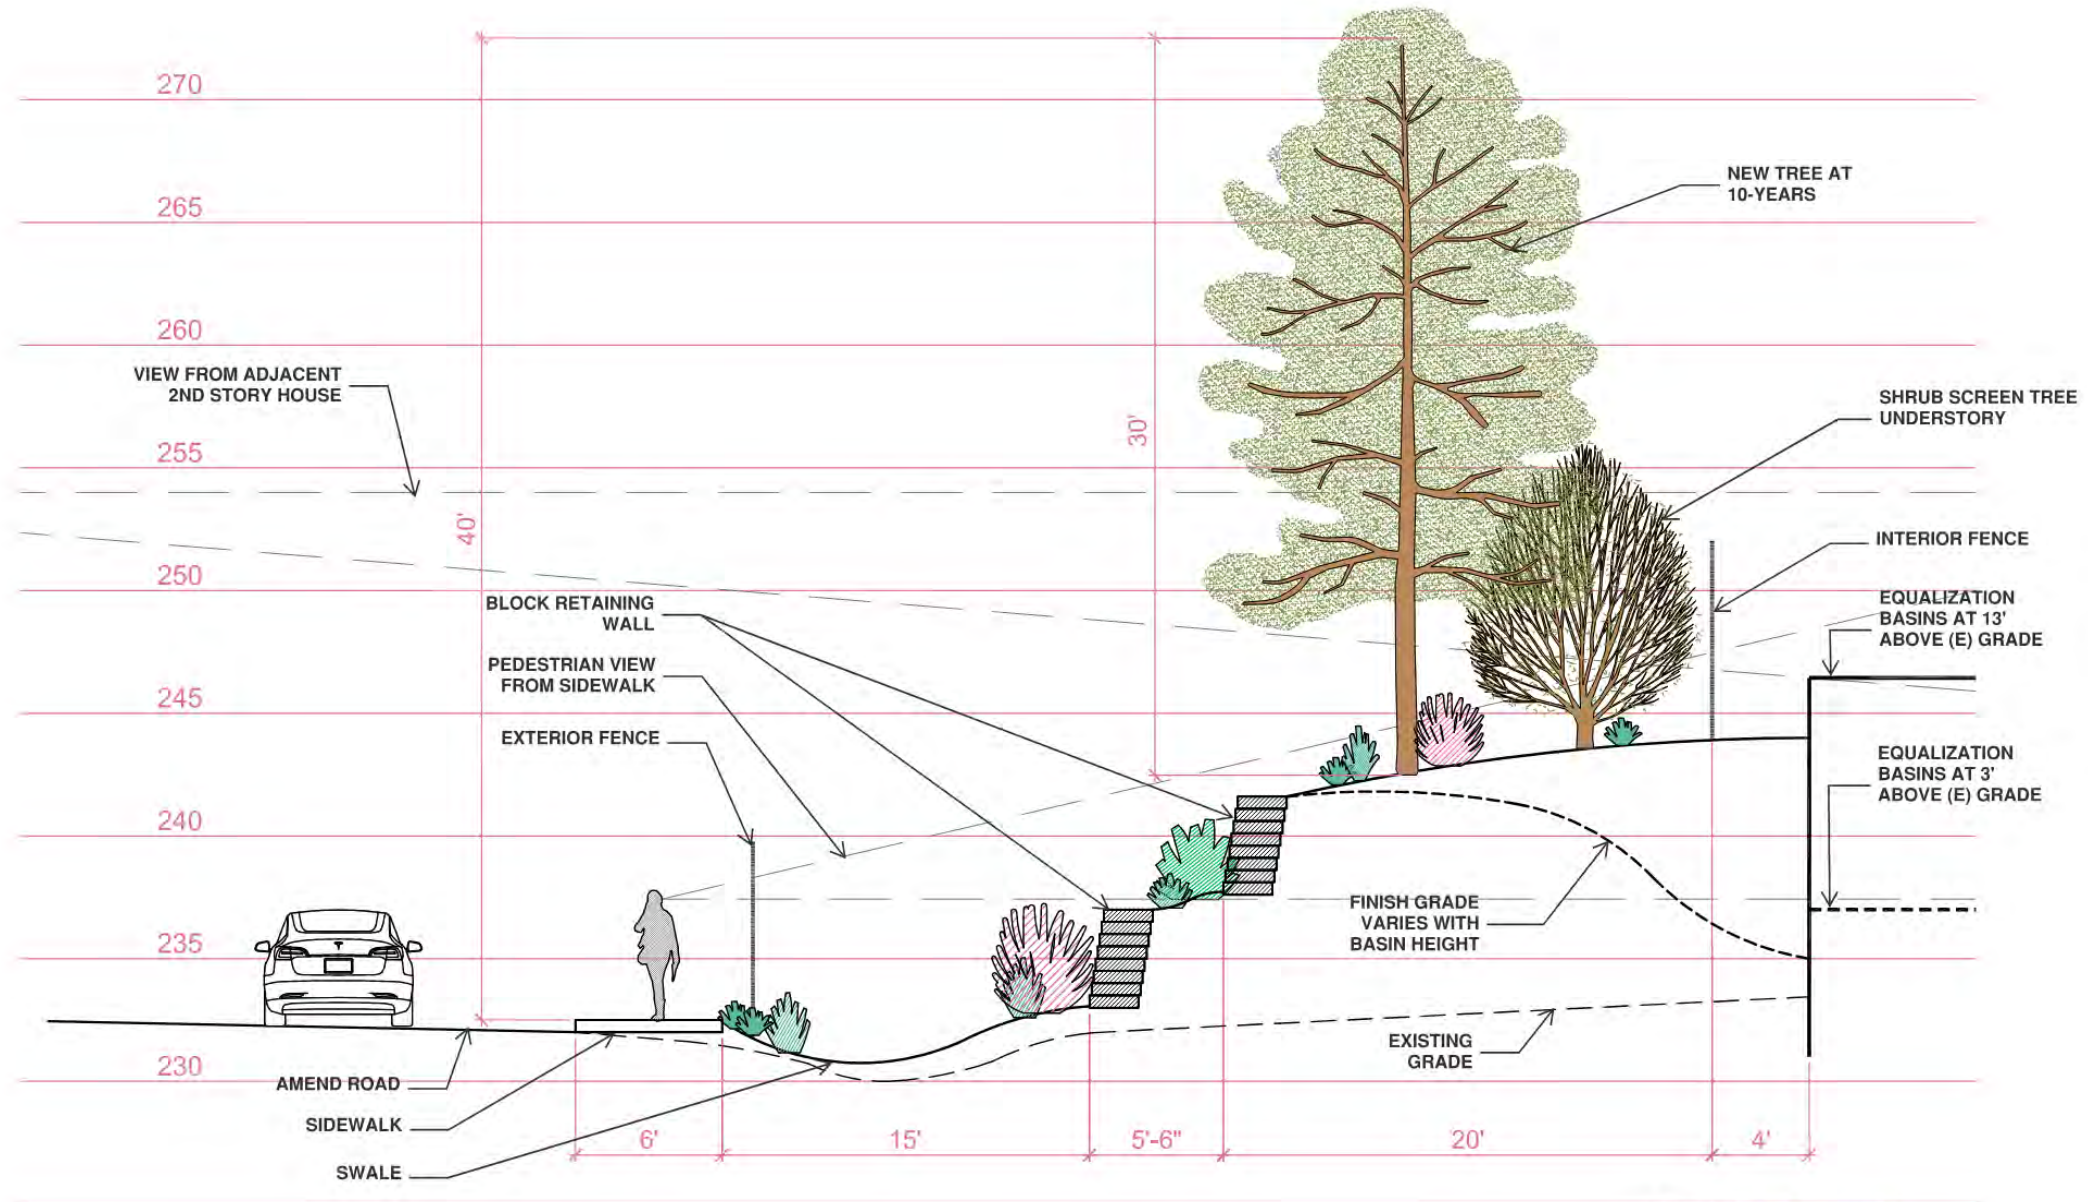 270
265
260
255
250
245
240
235
230
40'
30'
NEW TREE AT
10-YEARS
VIEW FROM ADJACENT
2ND STORY HOUSE
SHRUB SCREEN TREE
UNDERSTORY
INTERIOR FENCE
BLOCK RETAINING
WALL
EQUALIZATION
BASINS AT 13'
ABOVE (E) GRADE
PEDESTRIAN VIEW
FROM SIDEWALK
EXTERIOR FENCE
EQUALIZATION
BASINS AT 3'
ABOVE (E) GRADE
FINISH GRADE
VARIES WITH
BASIN HEIGHT
EXISTING
GRADE
AMEND ROAD
SIDEWALK
SWALE
6'
15'
5'-6"
20'
4'